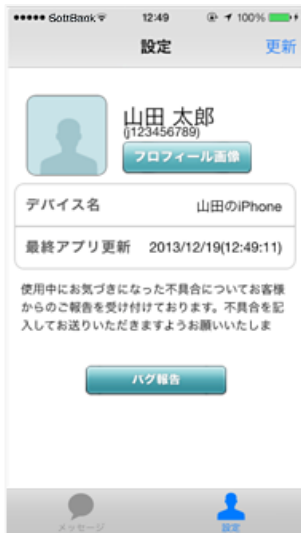 SoftBank 12:49 100%
設定 更新
山田 太郎
(j123456789)
プロフィール画像
デバイス名 山田のiPhone
最終アプリ更新 2013/12/19(12:49:11)
使用中にお気づきになった不具合についてお客様
からのご報告を受け付けております。不具合を記
入してお送りいただきますようお願いいたしま
バグ報告
メッセージ 設定